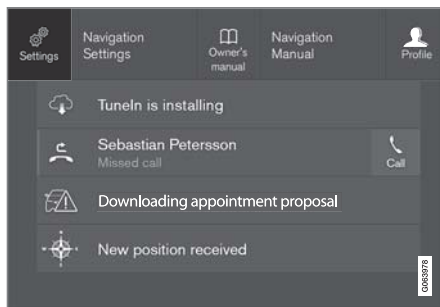 Settings
Navigation
Settings
Owner's
manual
Navigation
Manual
Profile
TuneIn is installing
Sebastian Petersson
Missed call
Call
Downloading appointment proposal
New position received
G063978